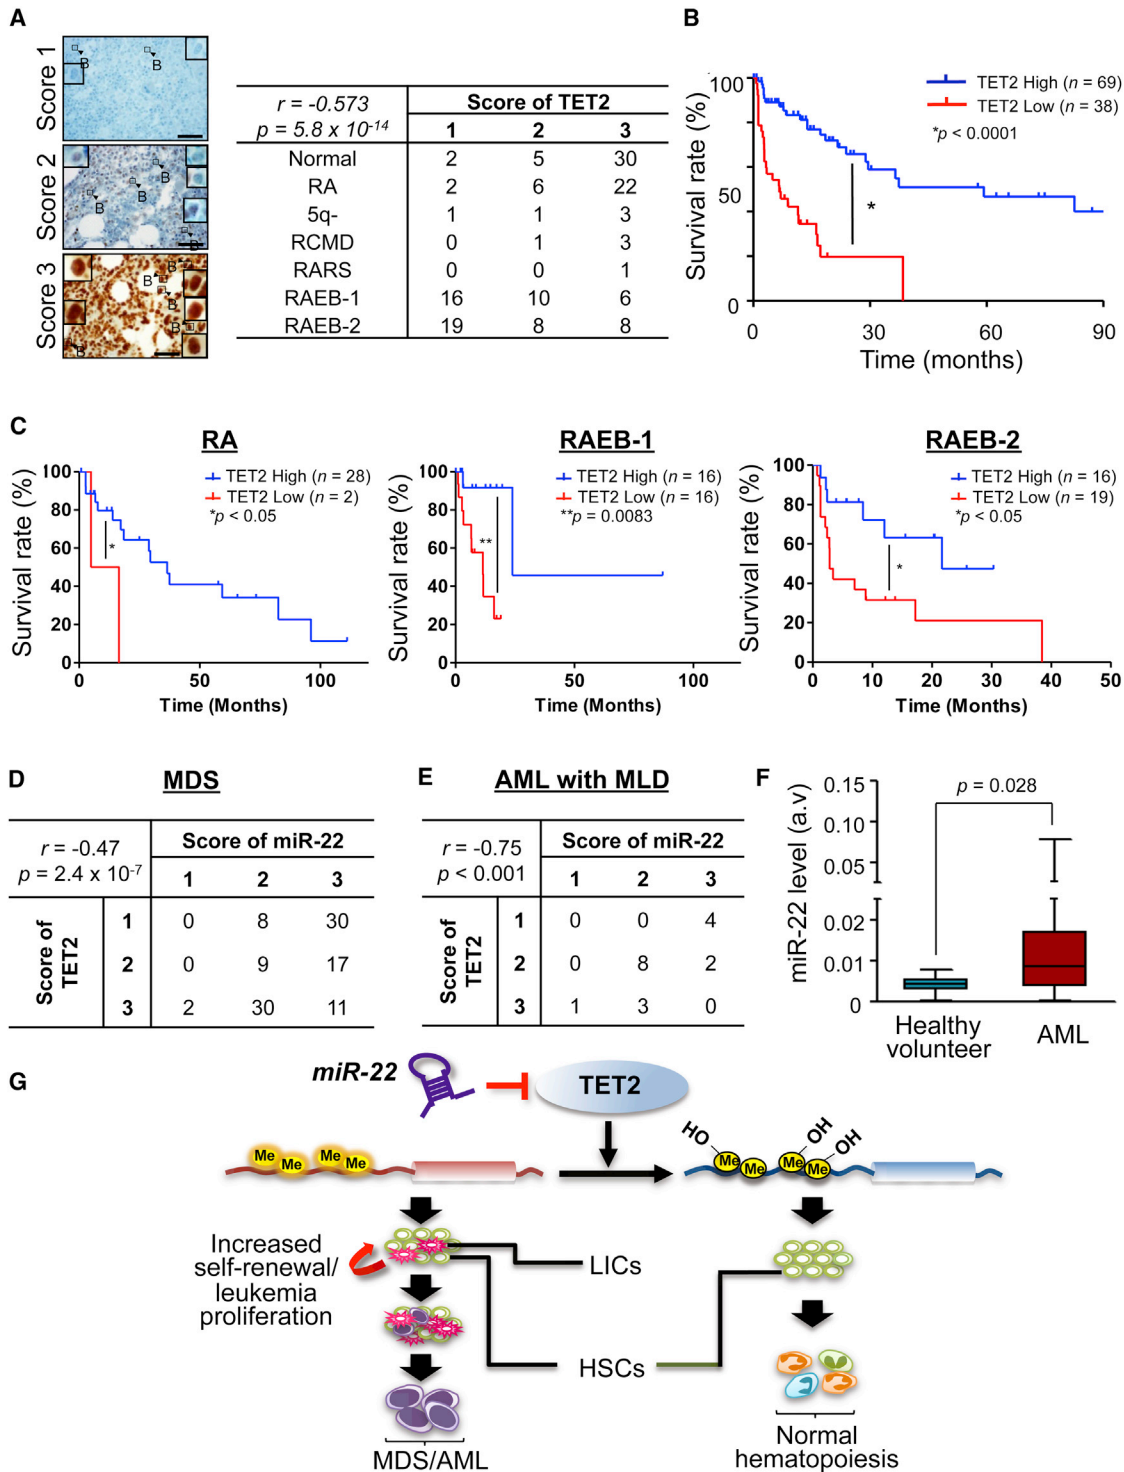 A
Score 1
B
B
Score 2
B
B
B
B
Score 3
B
B
B
B
B
r = -0.573
p = 5.8 x 10-14
Score of TET2
1 2 3
Normal 2 5 30
RA 2 6 22
5q- 1 1 3
RCMD 0 1 3
RARS 0 0 1
RAEB-1 16 10 6
RAEB-2 19 8 8
B
Survival rate (%)
100
50
0
0 30 60 90
Time (months)
TET2 High (n = 69)
TET2 Low (n = 38)
*p < 0.0001
*
C
RA
Survival rate (%)
100
80
60
40
20
0
0 50 100
Time (Months)
TET2 High (n = 28)
TET2 Low (n = 2)
*p < 0.05
*
RAEB-1
Survival rate (%)
100
80
60
40
20
0
0 50 100
Time (Months)
TET2 High (n = 16)
TET2 Low (n = 16)
**p = 0.0083
**
RAEB-2
Survival rate (%)
100
80
60
40
20
0
0 10 20 30 40 50
Time (Months)
TET2 High (n = 16)
TET2 Low (n = 19)
*p < 0.05
*
D
MDS
r = -0.47
p = 2.4 x 10-7
Score of miR-22
1 2 3
Score of TET2
1 0 8 30
2 0 9 17
3 2 30 11
E
AML with MLD
r = -0.75
p < 0.001
Score of miR-22
1 2 3
Score of TET2
1 0 0 4
2 0 8 2
3 1 3 0
F
miR-22 level (a.v)
0.15
0.10
0.05
0.02
0.01
0
p = 0.028
Healthy volunteer
AML
G
miR-22
TET2
Me Me Me Me
HO OH OH
Me Me Me Me
Increased
self-renewal/
leukemia
proliferation
LICs
HSCs
MDS/AML
Normal
hematopoiesis